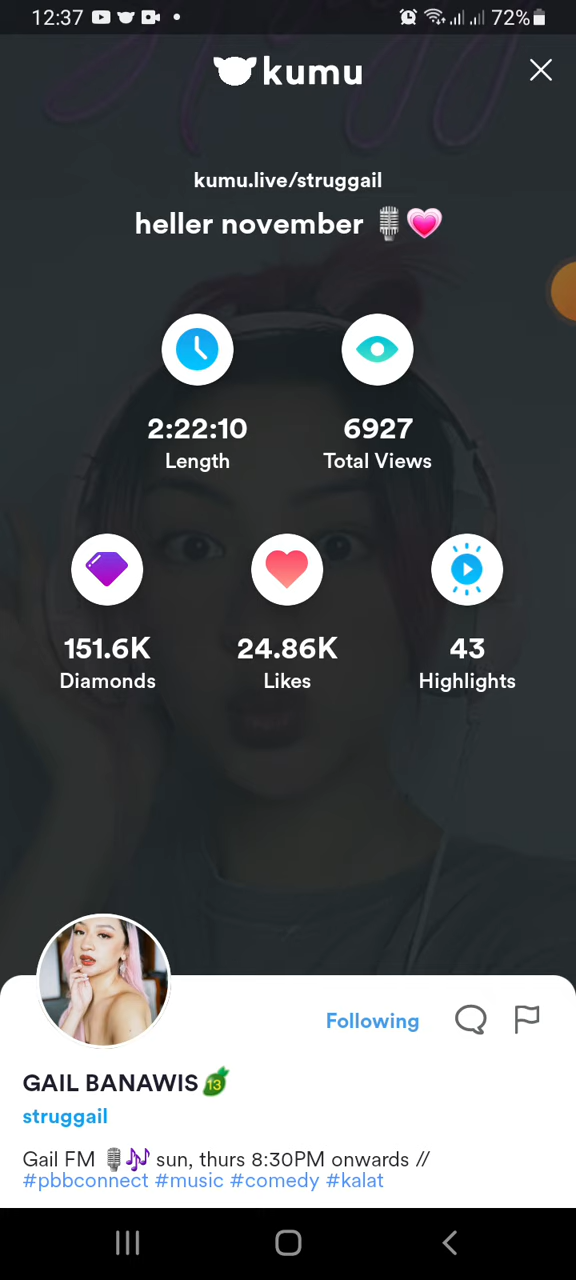 12:37
72%
kumu
kumu.live/struggail
heller november 🎙️💗
2:22:10
Length
6927
Total Views
151.6K
Diamonds
24.86K
Likes
43
Highlights
Following
GAIL BANAWIS 13
struggail
Gail FM 🎙️🎶 sun, thurs 8:30PM onwards //
#pbbconnect #music #comedy #kalat